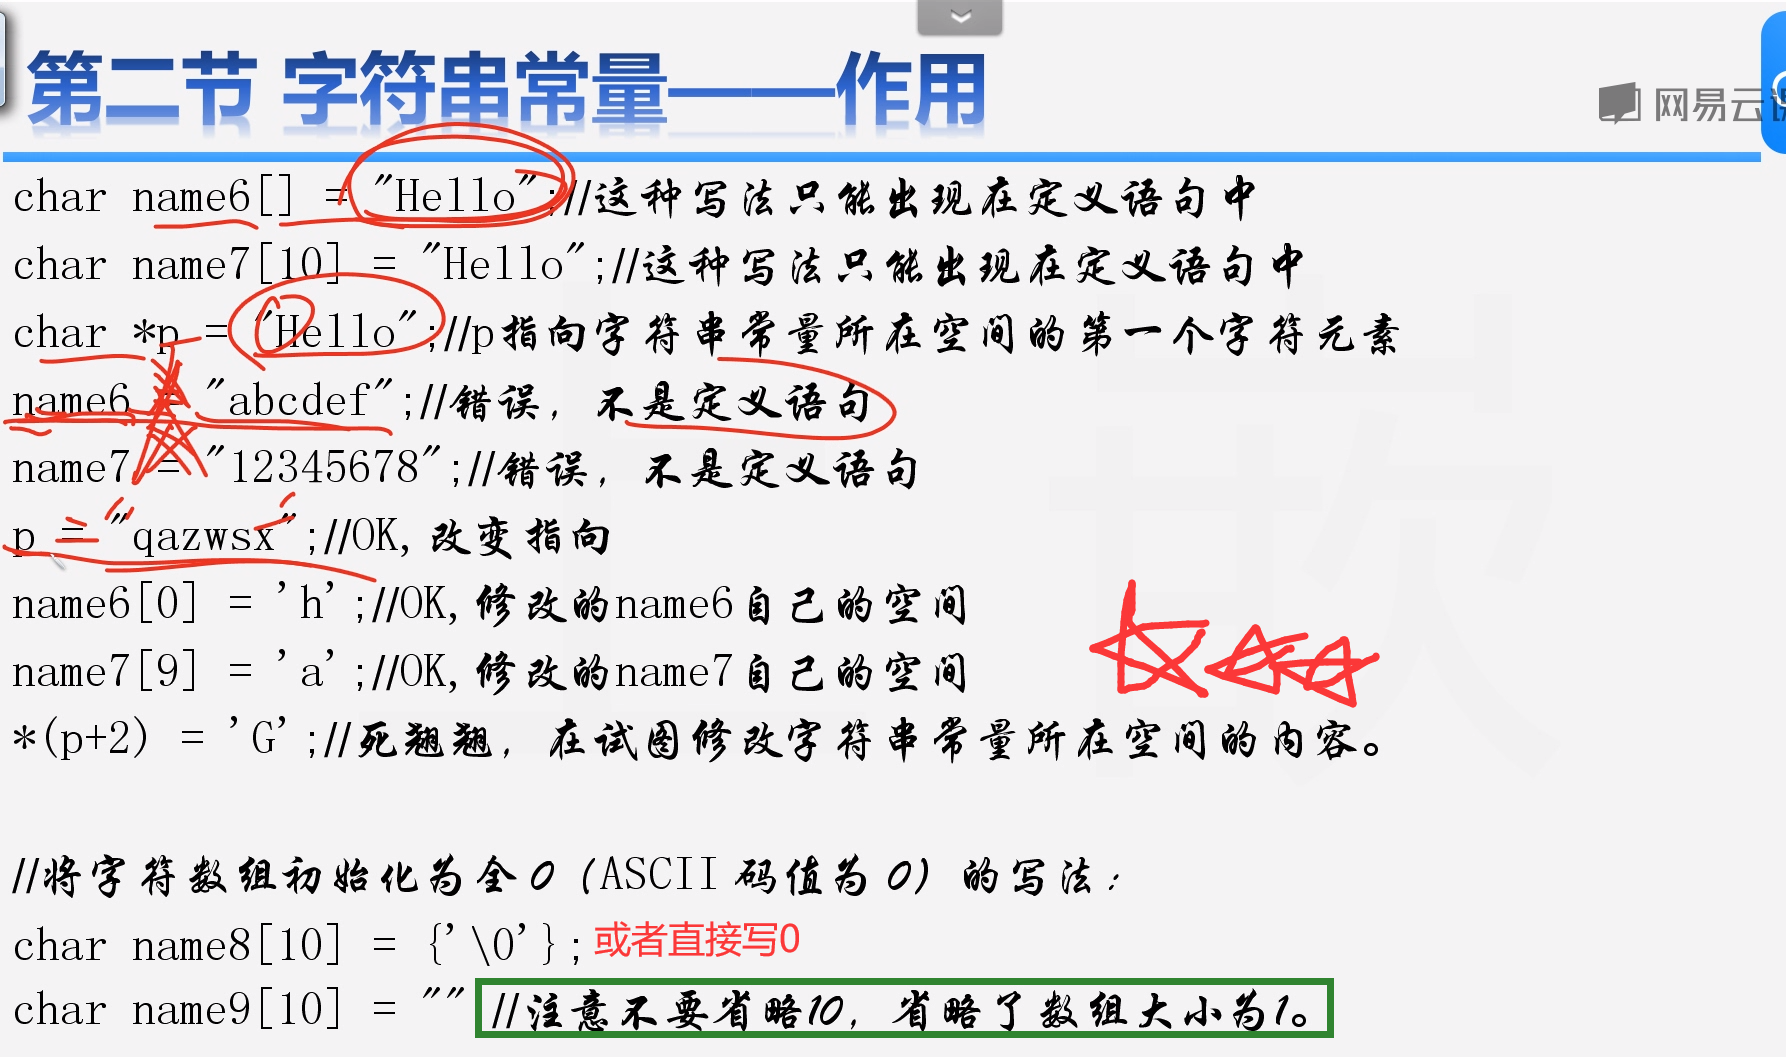 第二节 字符串常量——作用
网易云课
char name6[] = "Hello";//这种写法只能出现在定义语句中
char name7[10] = "Hello";//这种写法只能出现在定义语句中
char *p = "Hello";//p指向字符串常量所在空间的第一个字符元素
name6 = "abcdef";//错误，不是定义语句
name7 = "12345678";//错误，不是定义语句
p = "qazwsx";//OK,改变指向
name6[0] = 'h';//OK,修改的name6自己的空间
name7[9] = 'a';//OK,修改的name7自己的空间
*(p+2) = 'G';//死翘翘，在试图修改字符串常量所在空间的内容。
//将字符数组初始化为全0（ASCII码值为0）的写法：
char name8[10] = {'\0'}; 或者直接写0
char name9[10] = "" //注意不要省略10，省略了数组大小为1。